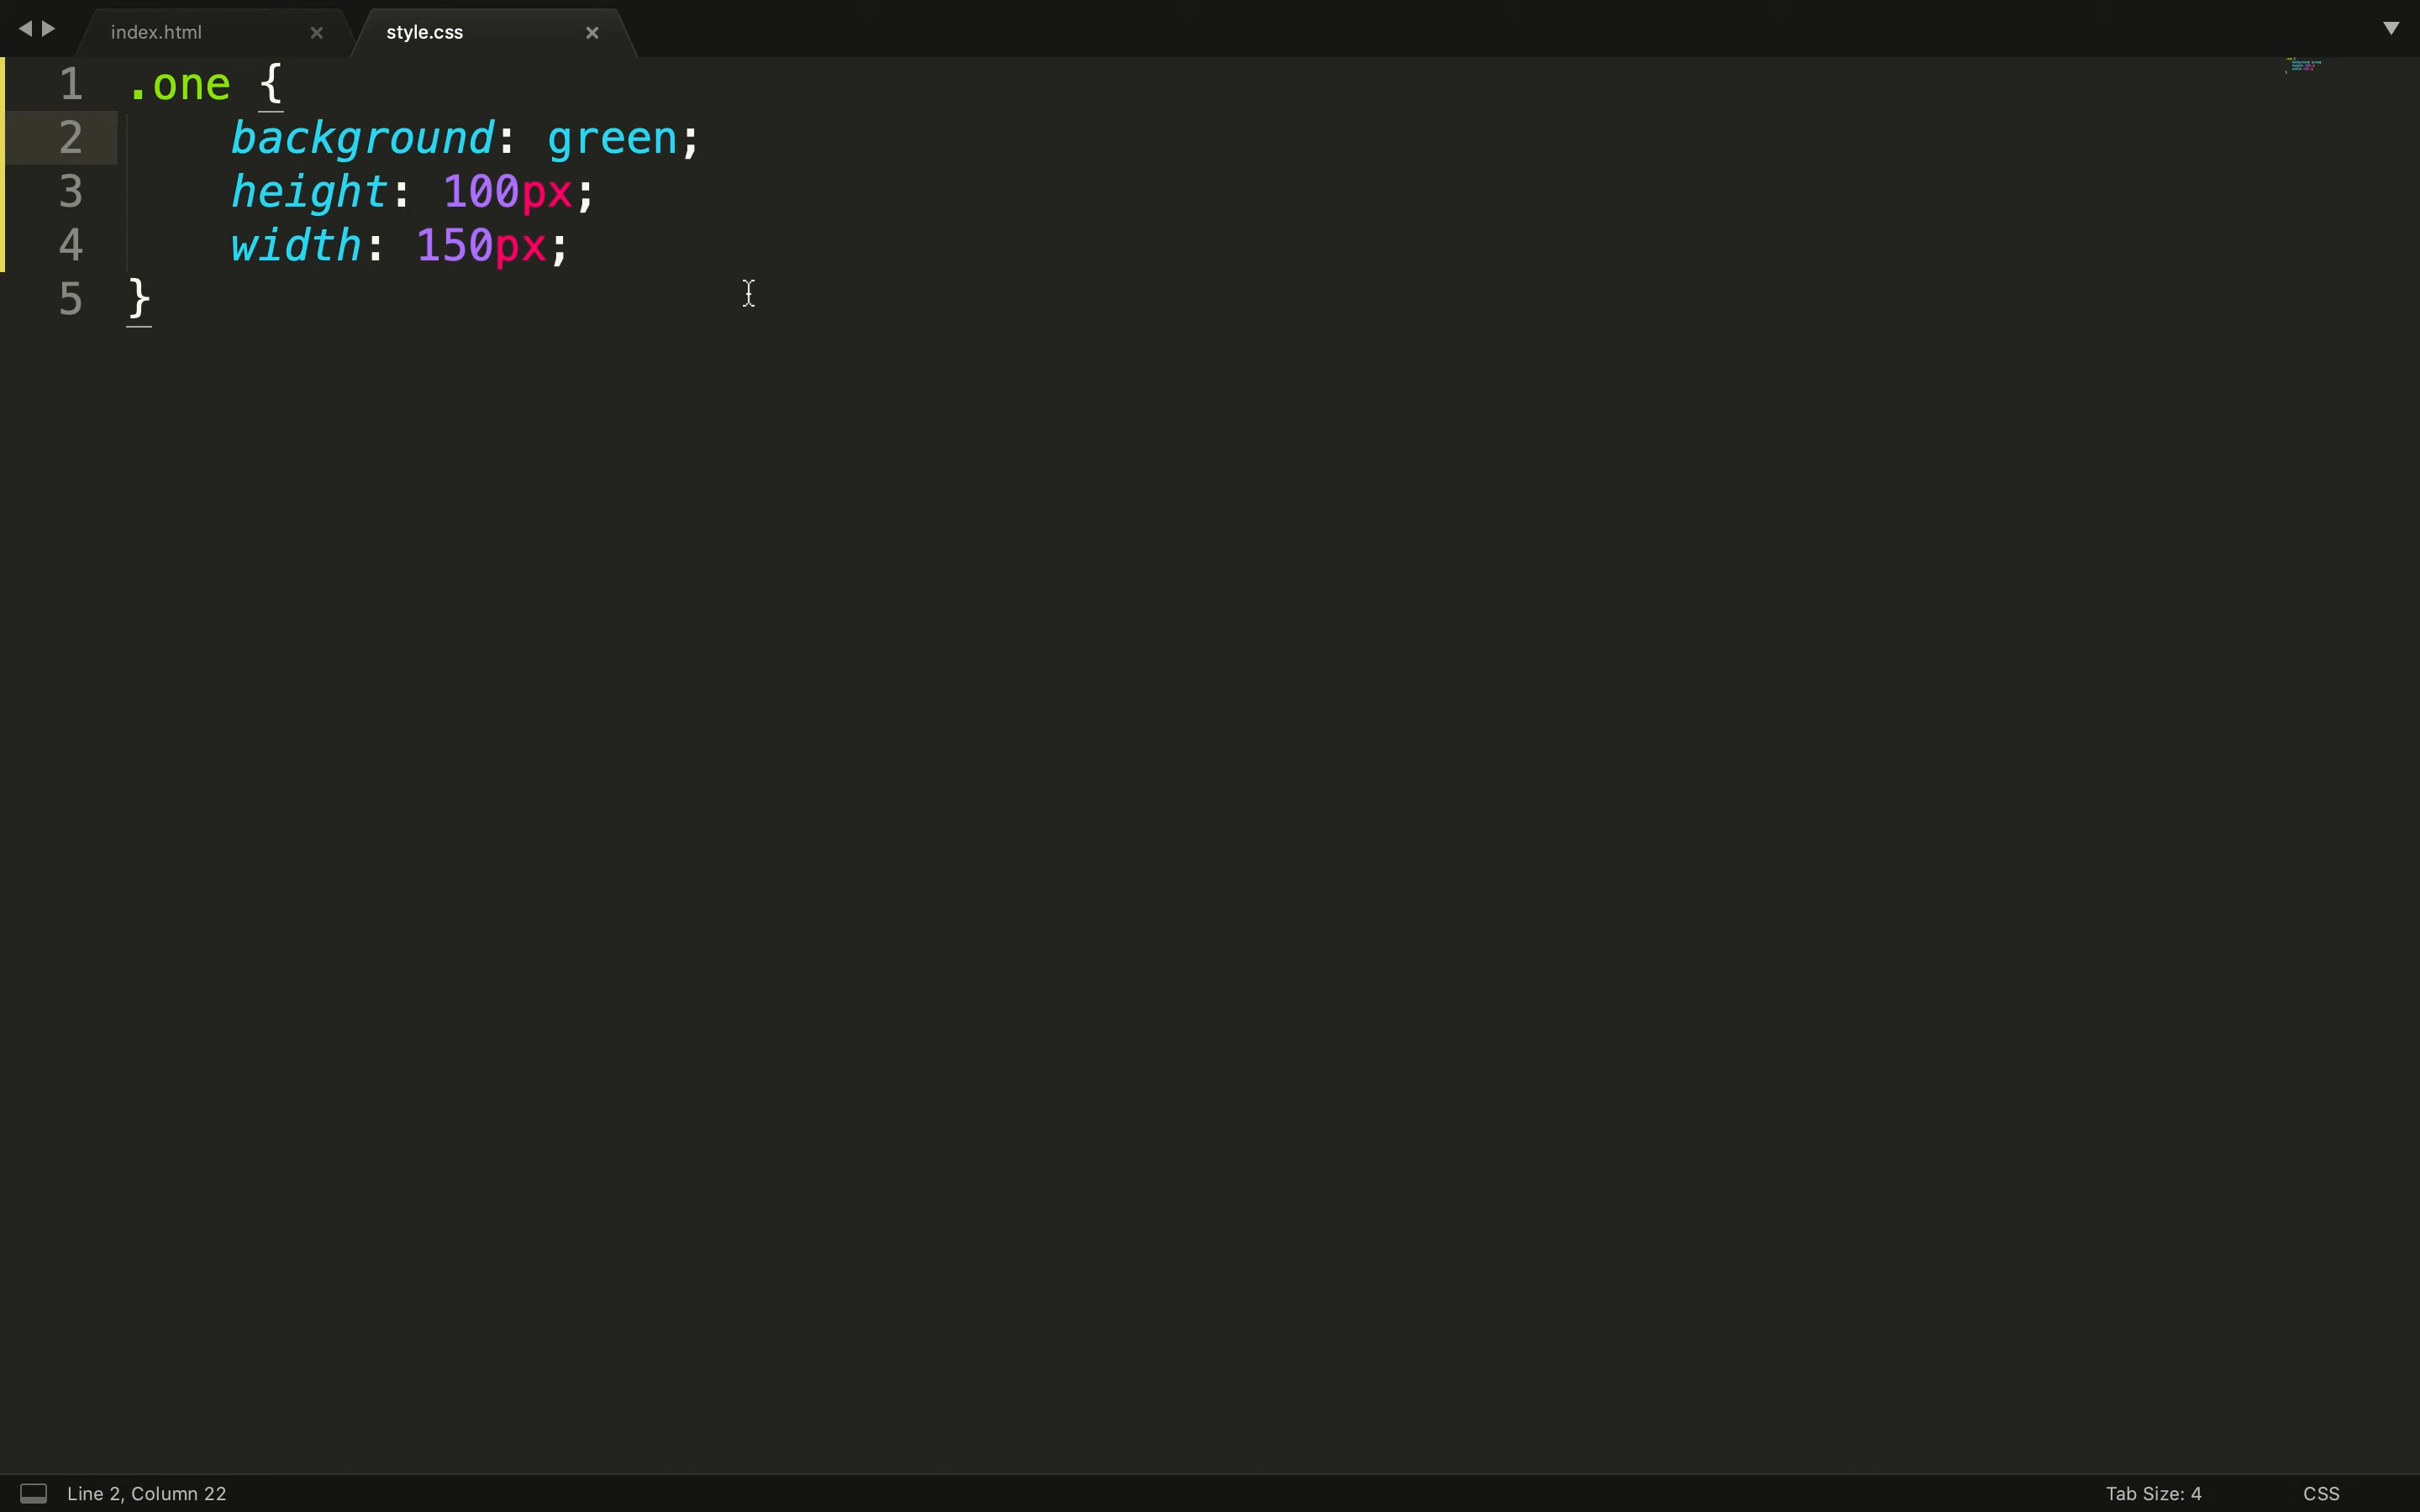 index.html × style.css ×
1 .one {
2 background: green;
3 height: 100px;
4 width: 150px;
5 }
Line 2, Column 22 Tab Size: 4 CSS